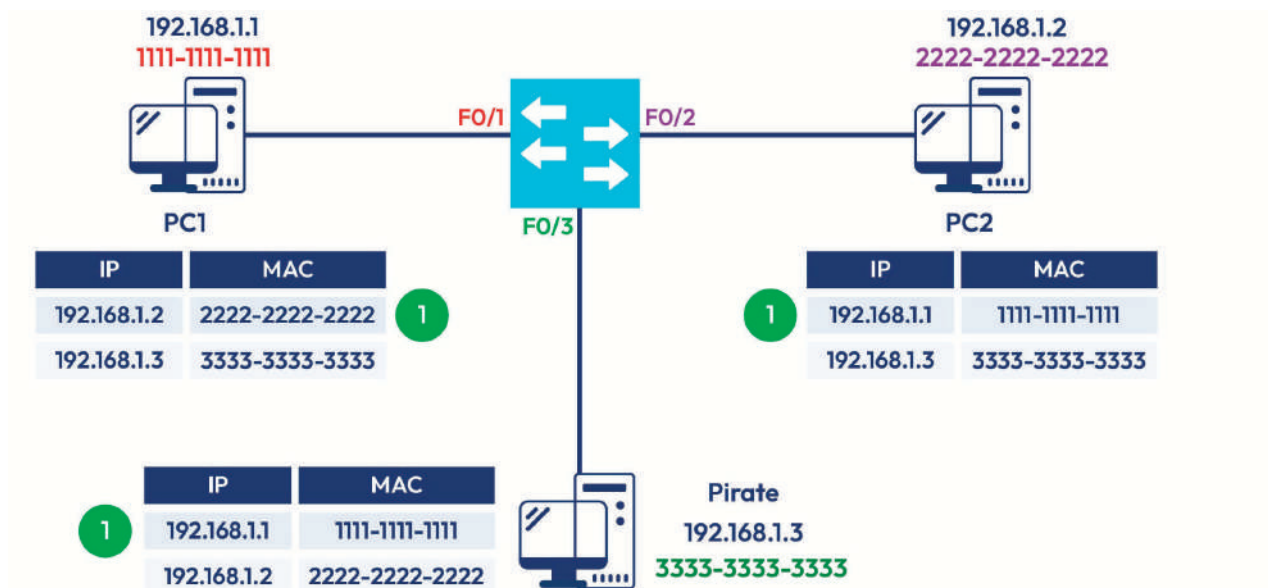 192.168.1.1
1111-1111-1111
192.168.1.2
2222-2222-2222
F0/1
F0/2
F0/3
PC1
PC2
IP MAC
192.168.1.2 2222-2222-2222
192.168.1.3 3333-3333-3333
1
1
IP MAC
192.168.1.1 1111-1111-1111
192.168.1.3 3333-3333-3333
1
IP MAC
192.168.1.1 1111-1111-1111
192.168.1.2 2222-2222-2222
Pirate
192.168.1.3
3333-3333-3333